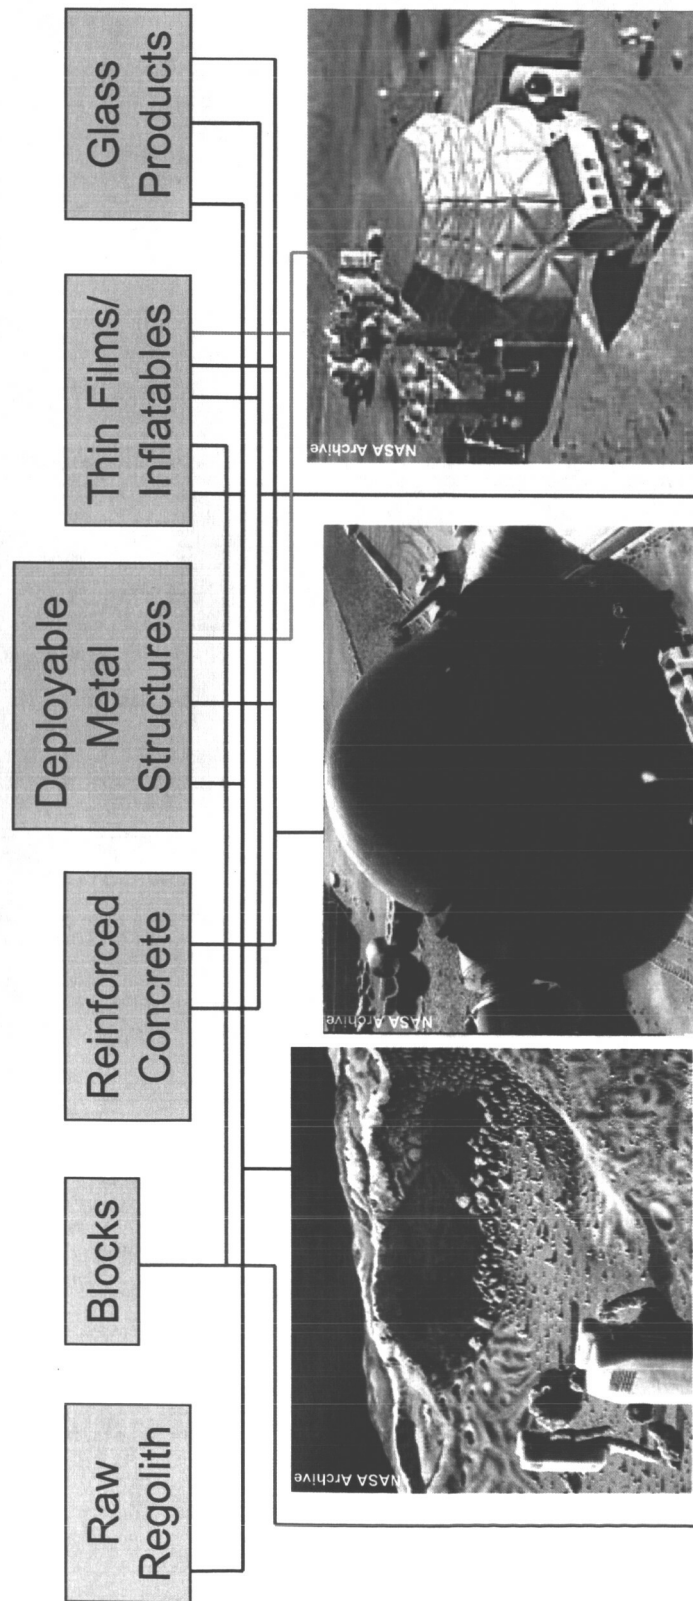 Raw
Regolith
Blocks
Reinforced
Concrete
Deployable
Metal
Structures
Thin Films/
Inflatables
Glass
Products
NASA Archive
NASA Archive
NASA Archive